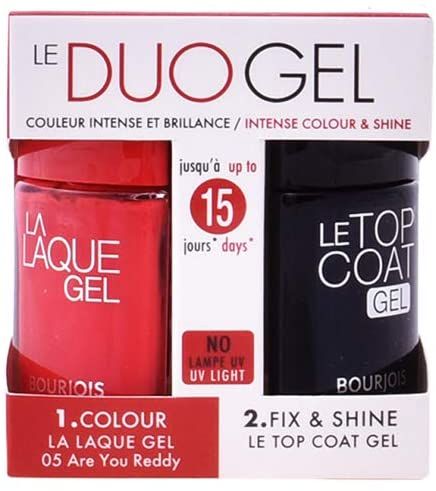 LE DUO GEL
COULEUR INTENSE ET BRILLANCE / INTENSE COLOUR & SHINE
jusqu'à up to
15
jours* days*
LA
LAQUE
GEL
BOURJOIS
LE TOP
COAT
GEL
BOURJOIS
NO
LAMPE UV
UV LIGHT
1.COLOUR
LA LAQUE GEL
05 Are You Reddy
2.FIX & SHINE
LE TOP COAT GEL